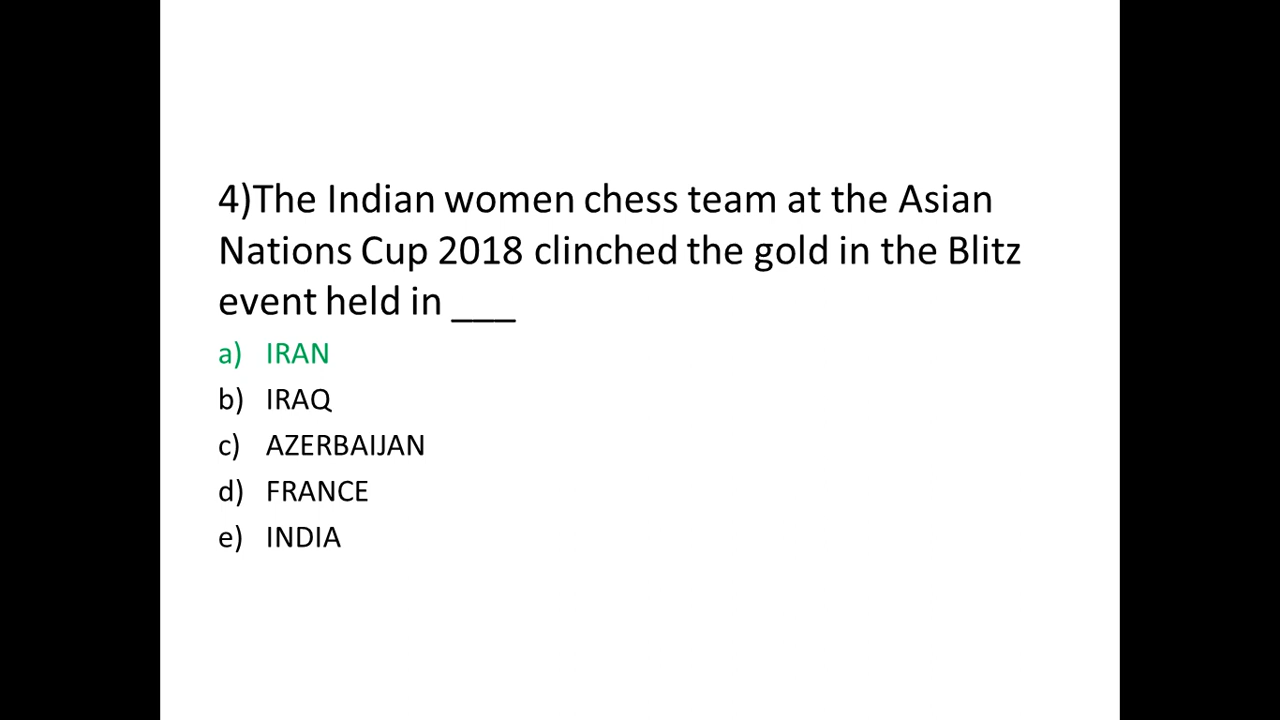 4)The Indian women chess team at the Asian
Nations Cup 2018 clinched the gold in the Blitz
event held in ___
a) IRAN
b) IRAQ
c) AZERBAIJAN
d) FRANCE
e) INDIA